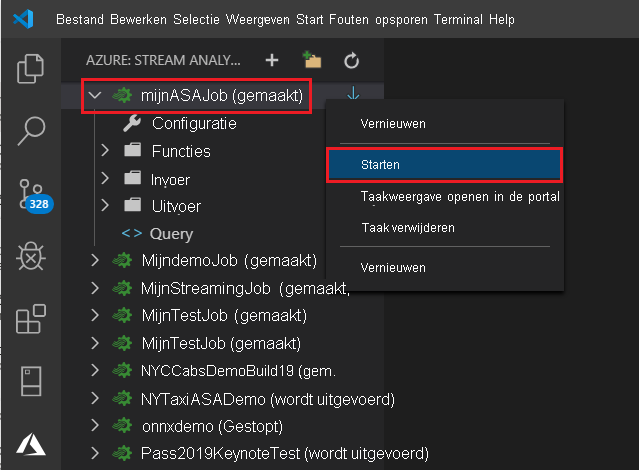 Bestand Bewerken Selectie Weergeven Start Fouten opsporen Terminal Help
AZURE: STREAM ANALY...
mijnASAJob (gemaakt)
Configuratie
Functies
Invoer
Uitvoer
<> Query
MijndemoJob (gemaakt)
MijnStreamingJob (gemaakt,
MijnTestJob (gemaakt)
MijnTestJob (gemaakt)
NYCCabsDemoBuild19 (gem.
NYTaxiASADemo (wordt uitgevoerd)
onnxdemo (Gestopt)
Pass2019KeynoteTest (wordt uitgevoerd)
328
Vernieuwen
Starten
Taakweergave openen in de portal
Taak verwijderen
Vernieuwen